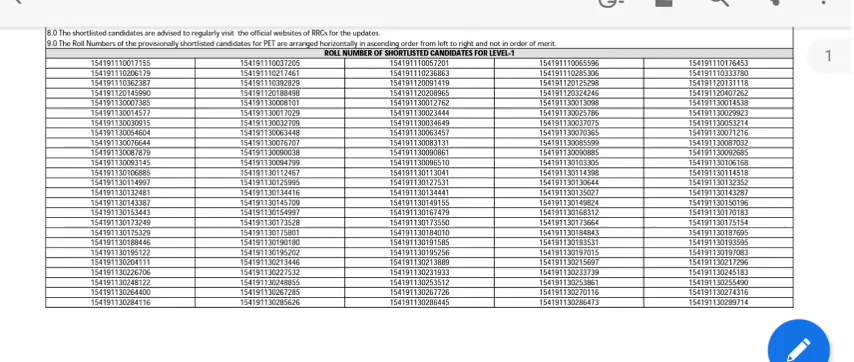 8.0 The shortlisted candidates are advised to regularly visit the official websites of RRCs for the updates.
9.0 The Roll Numbers of the provisionally shortlisted candidates for PET are arranged horizontally in ascending order from left to right and not in order of merit.
ROLL NUMBER OF SHORTLISTED CANDIDATES FOR LEVEL-1
154191110017155 154191110037205 154191110057201 154191110065596 154191110176453
154191110206179 154191110217461 154191110236863 154191110285306 154191110333780
154191110362387 154191110392829 154191120091419 154191120125298 154191120131118
154191120145990 154191120188498 154191120208965 154191120324246 154191120407262
154191130007385 154191130008101 154191130012762 154191130013098 154191130014538
154191130014577 154191130017029 154191130023444 154191130025786 154191130029923
154191130030915 154191130032709 154191130034649 154191130037075 154191130053214
154191130054604 154191130063448 154191130063457 154191130070365 154191130071216
154191130076644 154191130076707 154191130083131 154191130085599 154191130087032
154191130087879 154191130090038 154191130090861 154191130090885 154191130092685
154191130093145 154191130094799 154191130096510 154191130103305 154191130106168
154191130106885 154191130112467 154191130113041 154191130114398 154191130114518
154191130114997 154191130125995 154191130127531 154191130130644 154191130132352
154191130132481 154191130134416 154191130134441 154191130135027 154191130143287
154191130143387 154191130145709 154191130149155 154191130149824 154191130150196
154191130153443 154191130154997 154191130167479 154191130168312 154191130170183
154191130173249 154191130173528 154191130173550 154191130173664 154191130175154
154191130175329 154191130175801 154191130184010 154191130184843 154191130187695
154191130188446 154191130190180 154191130191585 154191130193531 154191130193595
154191130195122 154191130195202 154191130195256 154191130197015 154191130197083
154191130204111 154191130213446 154191130213889 154191130215697 154191130217296
154191130226706 154191130227532 154191130231933 154191130233739 154191130245183
154191130248122 154191130248855 154191130253512 154191130253861 154191130255490
154191130264400 154191130267285 154191130267726 154191130270116 154191130274316
154191130284116 154191130285626 154191130286445 154191130286473 154191130289714
1